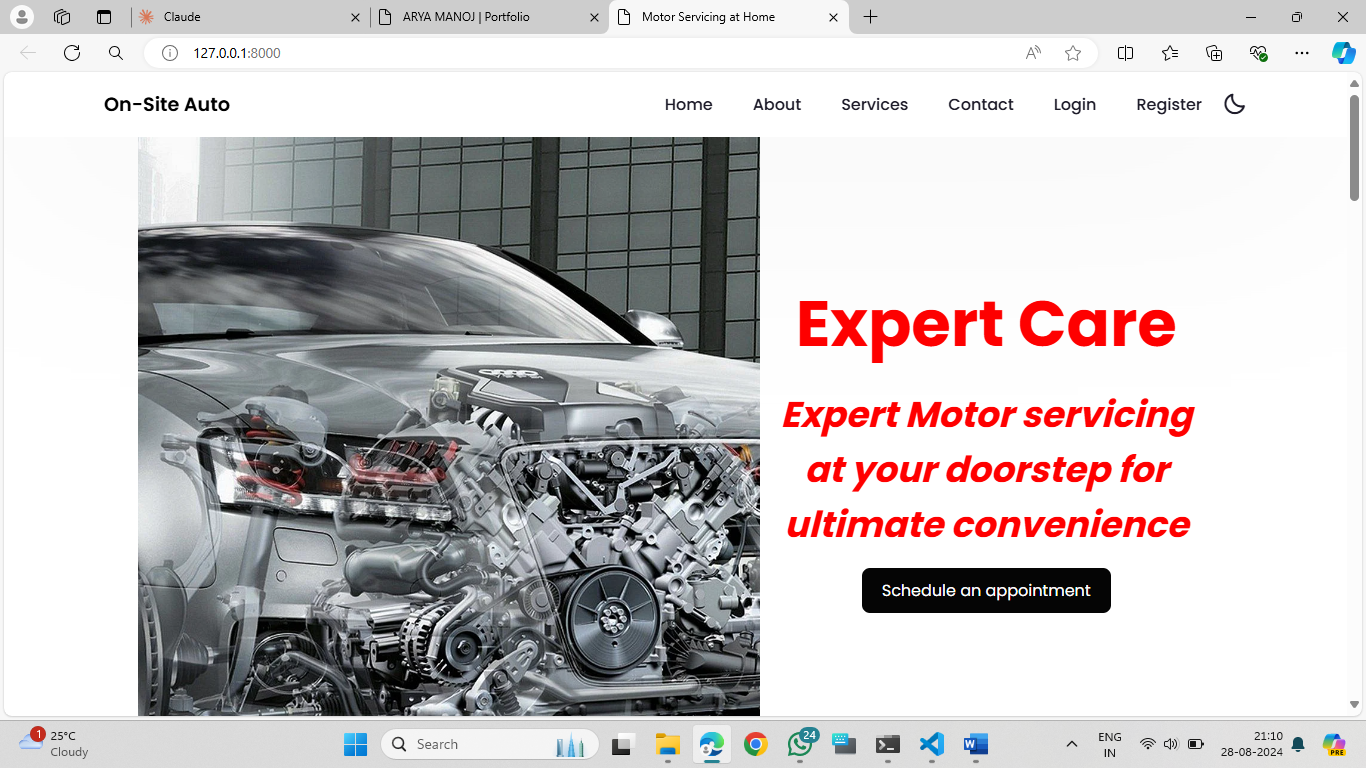 Claude
ARYA MANOJ | Portfolio
Motor Servicing at Home
127.0.0.1:8000
On-Site Auto
Home
About
Services
Contact
Login
Register
Expert Care
Expert Motor servicing
at your doorstep for
ultimate convenience
Schedule an appointment
1
25°C
Cloudy
Search
24
ENG
IN
21:10
28-08-2024
PRE